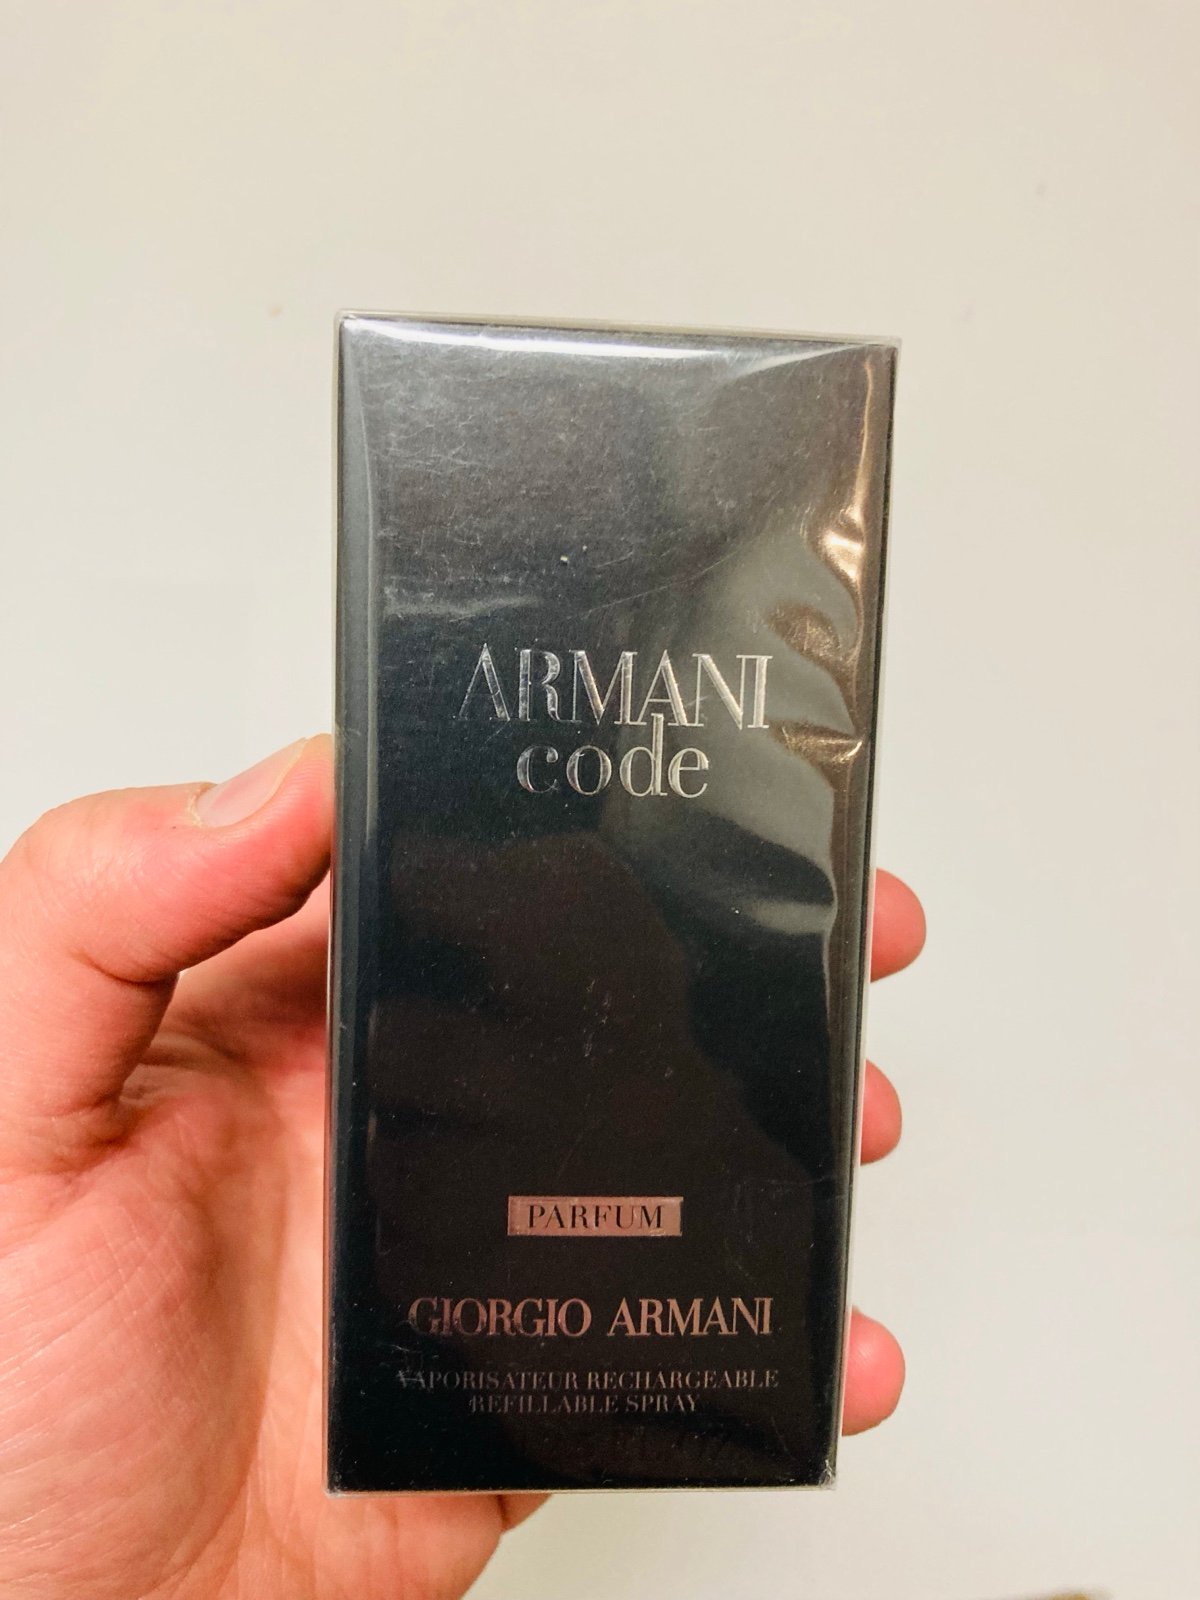 ARMANI
code
PARFUM
GIORGIO ARMANI
VAPORISATEUR RECHARGEABLE
REFILLABLE SPRAY